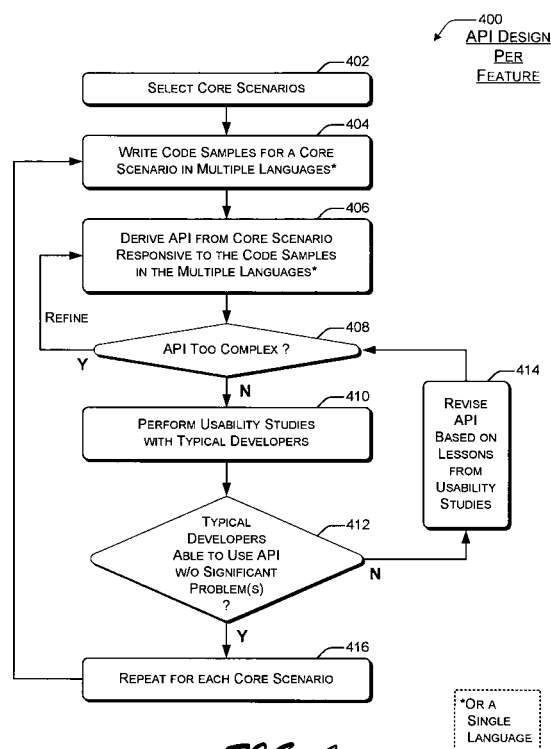 400
API DESIGN
PER
FEATURE
402
SELECT CORE SCENARIOS
404
WRITE CODE SAMPLES FOR A CORE
SCENARIO IN MULTIPLE LANGUAGES*
406
DERIVE API FROM CORE SCENARIO
RESPONSIVE TO THE CODE SAMPLES
IN THE MULTIPLE LANGUAGES*
REFINE
408
API TOO COMPLEX ?
Y
N
410
PERFORM USABILITY STUDIES
WITH TYPICAL DEVELOPERS
414
REVISE
API
BASED ON
LESSONS
FROM
USABILITY
STUDIES
412
TYPICAL
DEVELOPERS
ABLE TO USE API
W/O SIGNIFICANT
PROBLEM(S)
?
N
Y
416
REPEAT FOR EACH CORE SCENARIO
*OR A
SINGLE
LANGUAGE